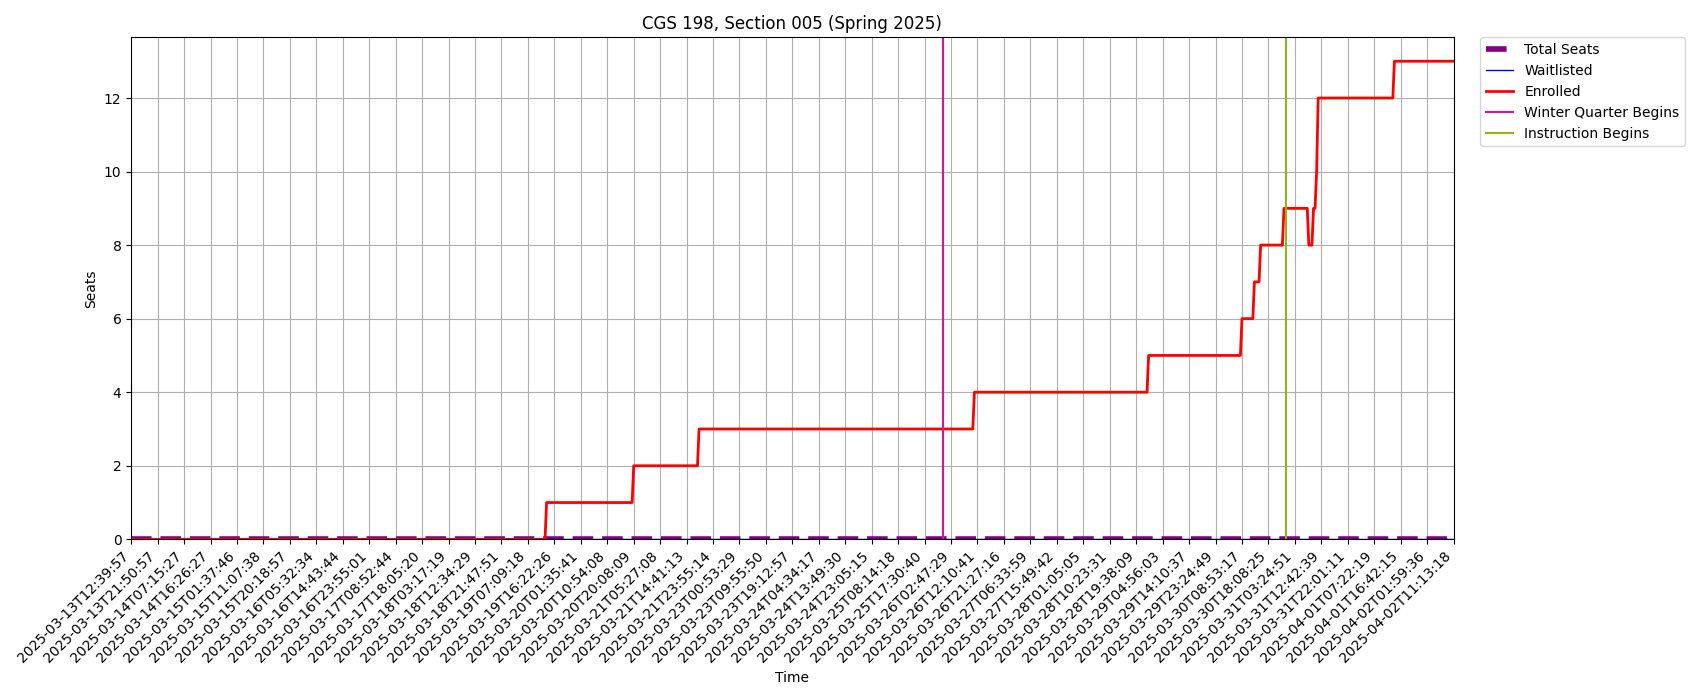 CGS 198, Section 005 (Spring 2025)
Total Seats
Waitlisted
Enrolled
Winter Quarter Begins
Instruction Begins
Seats
12
10
8
6
4
2
0
2025-03-13T12:39:57
2025-03-13T21:50:57
2025-03-14T07:15:27
2025-03-14T16:26:27
2025-03-15T01:37:46
2025-03-15T11:07:38
2025-03-15T20:18:57
2025-03-16T05:32:34
2025-03-16T14:43:44
2025-03-16T23:55:01
2025-03-17T08:52:44
2025-03-17T18:05:20
2025-03-18T03:17:19
2025-03-18T12:34:29
2025-03-18T21:47:51
2025-03-19T07:09:18
2025-03-19T16:22:26
2025-03-20T01:35:41
2025-03-20T10:54:08
2025-03-20T20:08:09
2025-03-21T05:27:08
2025-03-21T14:41:13
2025-03-21T23:55:14
2025-03-23T00:53:29
2025-03-23T09:55:50
2025-03-23T19:12:57
2025-03-24T04:34:17
2025-03-24T13:49:30
2025-03-24T23:05:15
2025-03-25T08:14:18
2025-03-25T17:30:40
2025-03-26T02:47:29
2025-03-26T12:10:41
2025-03-26T21:27:16
2025-03-27T06:33:59
2025-03-27T15:49:42
2025-03-28T01:05:05
2025-03-28T10:23:31
2025-03-28T19:38:09
2025-03-29T04:56:03
2025-03-29T14:10:37
2025-03-29T23:24:49
2025-03-30T08:53:17
2025-03-30T18:08:25
2025-03-31T03:24:51
2025-03-31T12:42:39
2025-03-31T22:01:11
2025-04-01T07:22:19
2025-04-01T16:42:15
2025-04-02T01:59:36
2025-04-02T11:13:18
Time